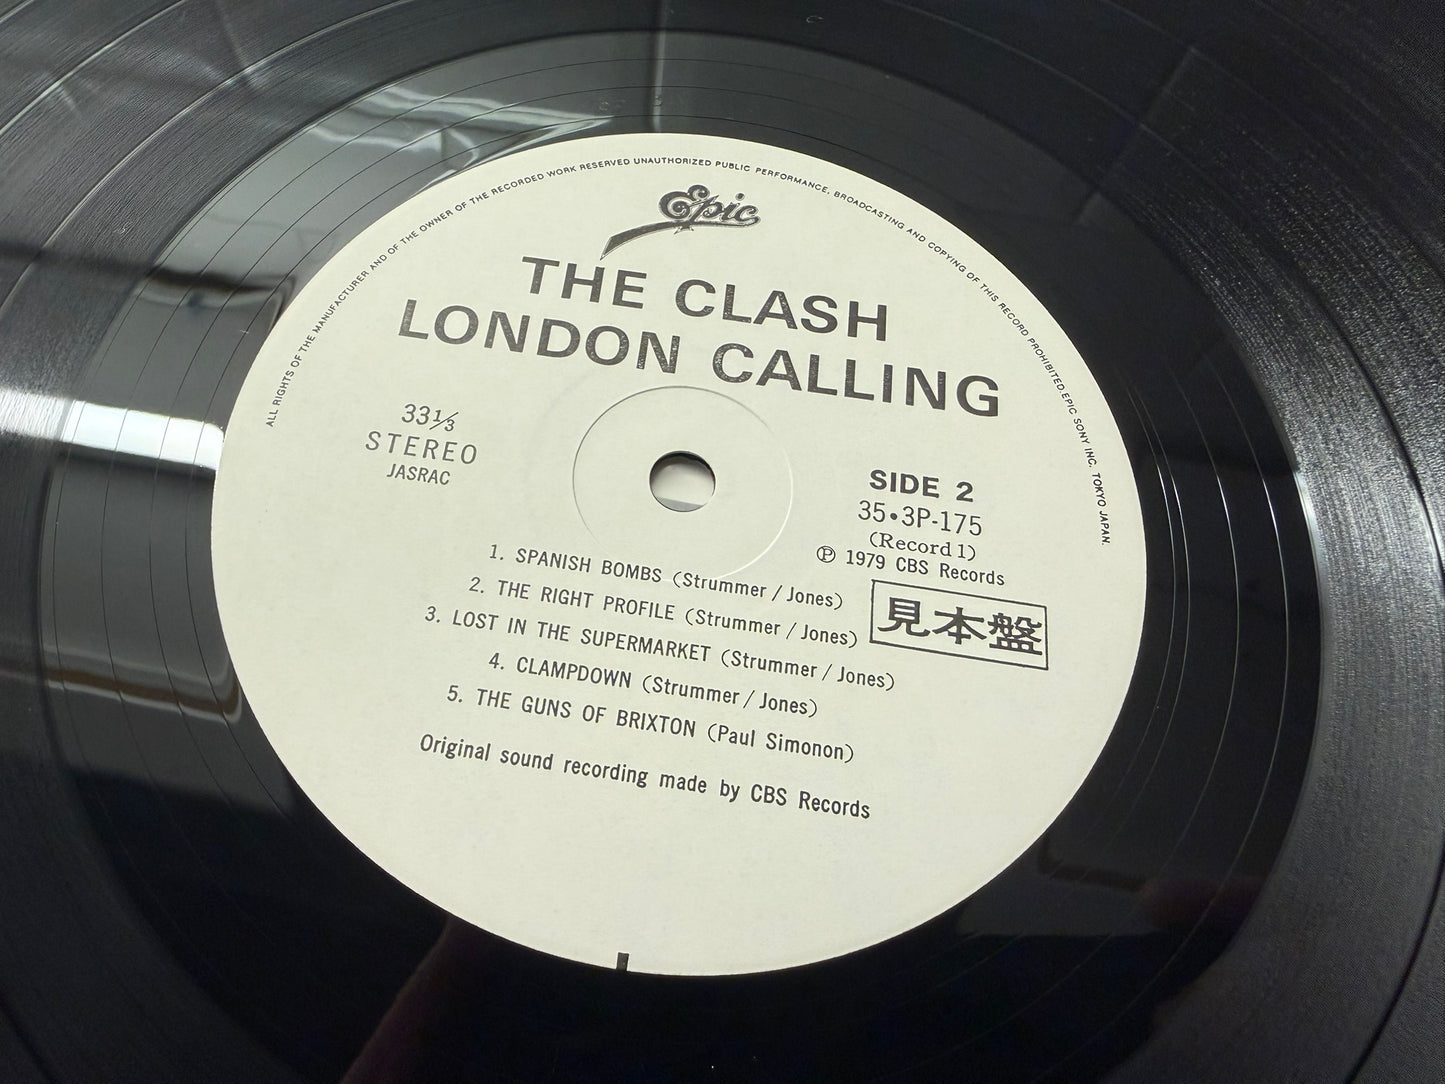 ALL RIGHTS OF THE MANUFACTURER AND OF THE OWNER OF THE RECORDED WORK RESERVED UNAUTHORIZED PUBLIC PERFORMANCE, BROADCASTING AND COPYING OF THIS RECORD PROHIBITED. EPIC SONY INC. TOKYO JAPAN.
Epic
THE CLASH
LONDON CALLING
33⅓
STEREO
JASRAC
SIDE 2
35•3P-175
(Record 1)
℗ 1979 CBS Records
見本盤
1. SPANISH BOMBS (Strummer / Jones)
2. THE RIGHT PROFILE (Strummer / Jones)
3. LOST IN THE SUPERMARKET (Strummer / Jones)
4. CLAMPDOWN (Strummer / Jones)
5. THE GUNS OF BRIXTON (Paul Simonon)
Original sound recording made by CBS Records